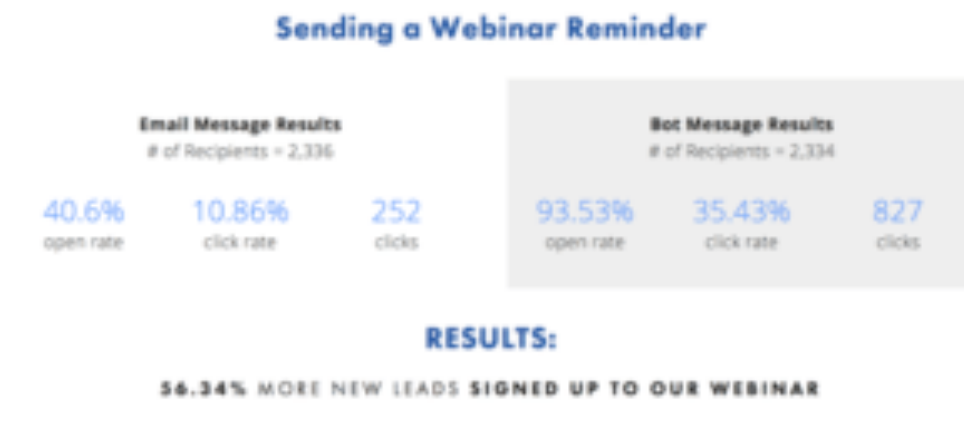 Sending a Webinar Reminder
Email Message Results
# of Recipients = 2,336
40.6% 10.86% 252
open rate click rate clicks
Bot Message Results
# of Recipients = 2,334
93.53% 35.43% 827
open rate click rate clicks
RESULTS:
56.34% MORE NEW LEADS SIGNED UP TO OUR WEBINAR